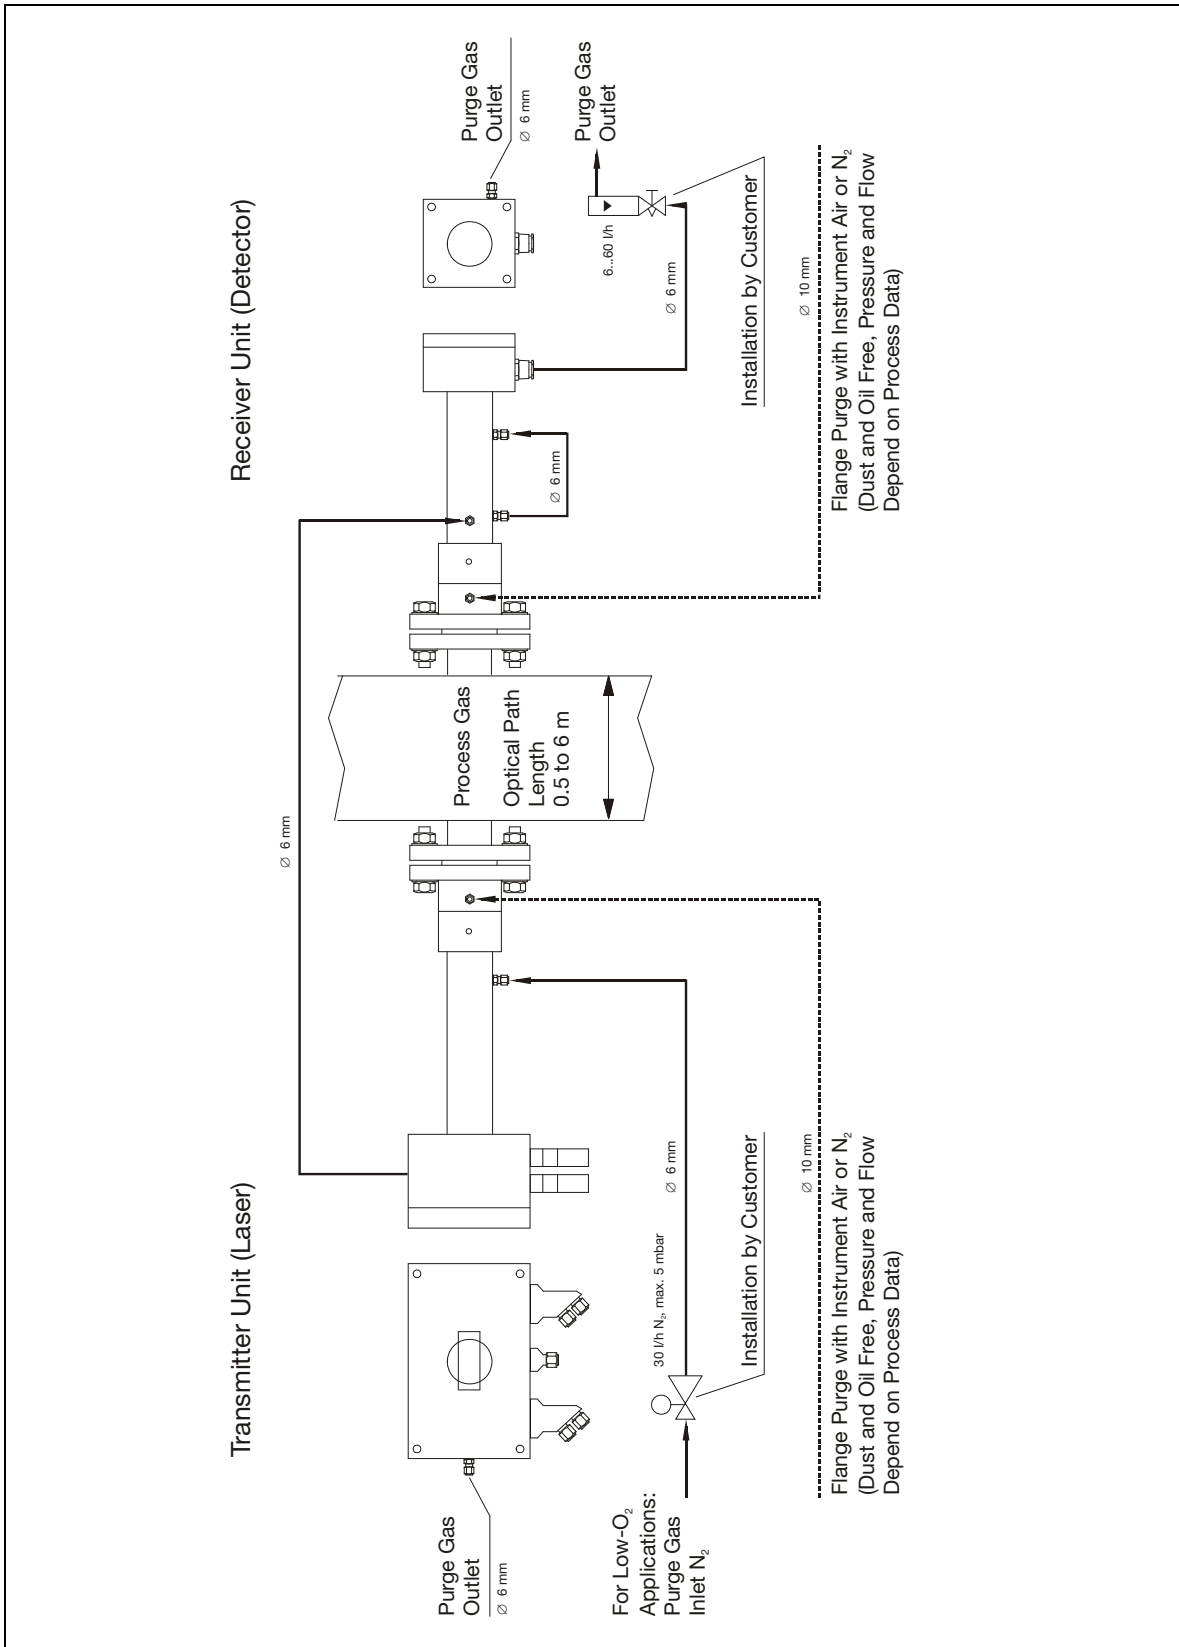 Transmitter Unit (Laser)
Receiver Unit (Detector)
Ø 6 mm
Purge Gas
Outlet
Ø 6 mm
Process Gas
Optical Path
Length
0.5 to 6 m
Ø 6 mm
Purge Gas
Outlet
Ø 6 mm
Purge Gas
Outlet
6...60 l/h
Ø 6 mm
For Low-O₂
Applications:
Purge Gas
Inlet N₂
30 l/h N₂, max. 5 mbar
Ø 6 mm
Installation by Customer
Installation by Customer
Ø 10 mm
Ø 10 mm
Flange Purge with Instrument Air or N₂
(Dust and Oil Free, Pressure and Flow
Depend on Process Data)
Flange Purge with Instrument Air or N₂
(Dust and Oil Free, Pressure and Flow
Depend on Process Data)